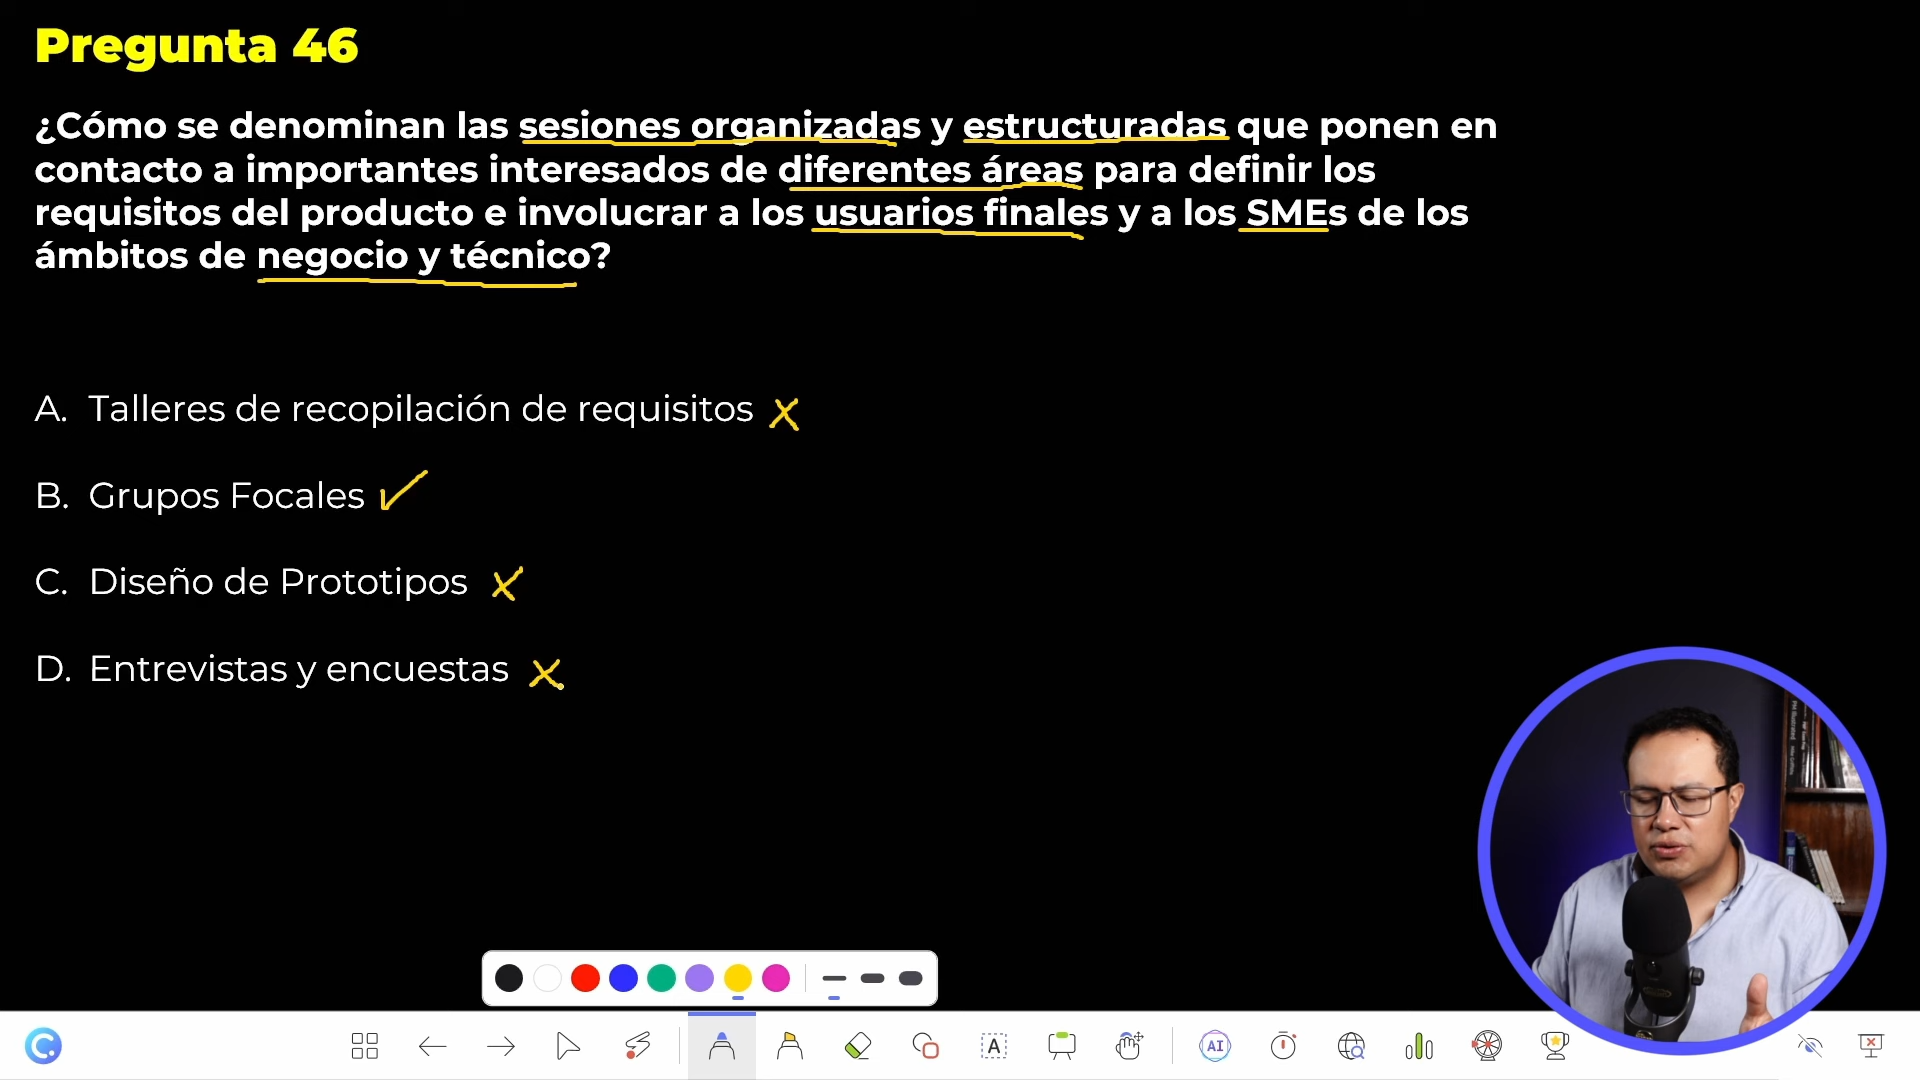 Pregunta 46
¿Cómo se denominan las sesiones organizadas y estructuradas que ponen en
contacto a importantes interesados de diferentes áreas para definir los
requisitos del producto e involucrar a los usuarios finales y a los SMEs de los
ámbitos de negocio y técnico?
A. Talleres de recopilación de requisitos
B. Grupos Focales
C. Diseño de Prototipos
D. Entrevistas y encuestas
A
AI